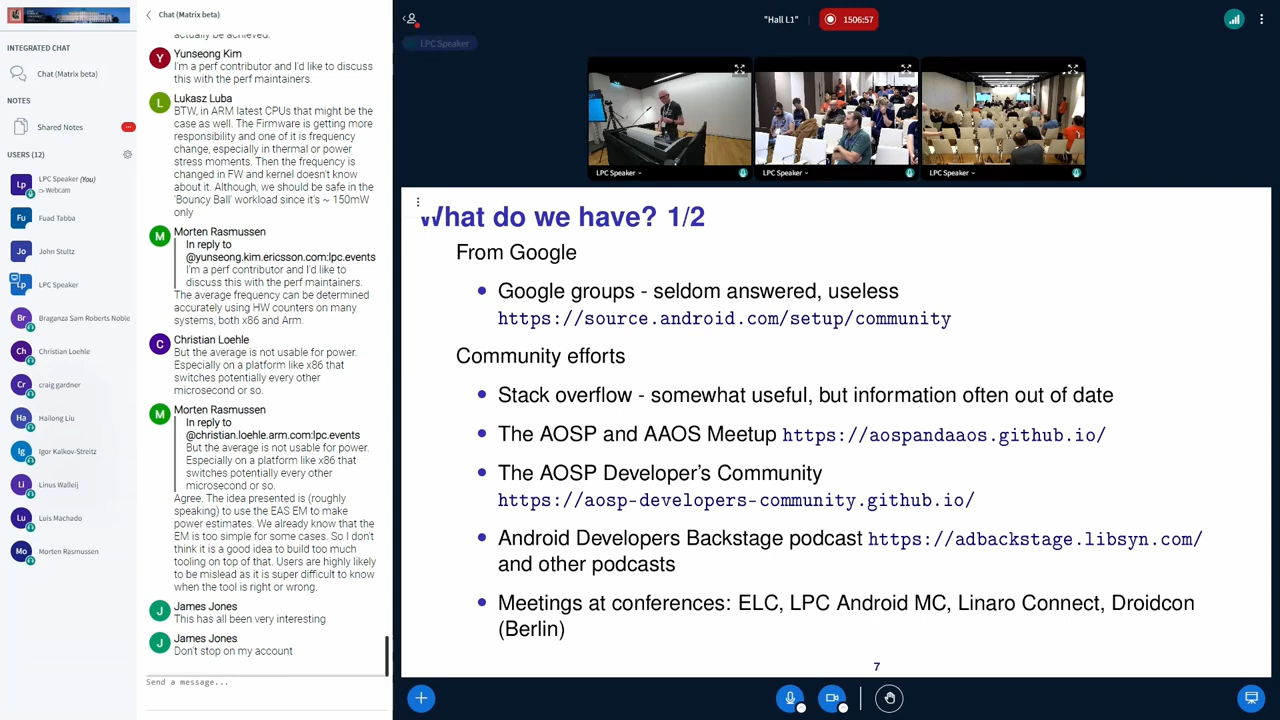 INTEGRATED CHAT
Chat (Matrix beta)
NOTES
Shared Notes
USERS (12)
Lp
LPC Speaker (You)
Webcam
Fu
Fuad Tabba
Jo
John Stultz
Lp
LPC Speaker
Br
Braganza Sam Roberts Noble
Ch
Christian Loehle
Cr
craig gardner
Ha
Hailong Liu
Ig
Igor Kalkov-Streitz
Li
Linus Walleij
Lu
Luis Machado
Mo
Morten Rasmussen
Chat (Matrix beta)
actually be achieved.
Y
Yunseong Kim
I'm a perf contributor and I'd like to discuss
this with the perf maintainers.
L
Lukasz Luba
BTW, in ARM latest CPUs that might be the
case as well. The Firmware is getting more
responsibility and one of it is frequency
change, especially in thermal or power
stress moments. Then the frequency is
changed in FW and kernel doesn't know
about it. Although, we should be safe in the
'Bouncy Ball' workload since it's ~ 150mW
only
M
Morten Rasmussen
In reply to
@yunseong.kim.ericsson.com:lpc.events
I'm a perf contributor and I'd like to
discuss this with the perf maintainers.
The average frequency can be determined
accurately using HW counters on many
systems, both x86 and Arm.
C
Christian Loehle
But the average is not usable for power.
Especially on a platform like x86 that
switches potentially every other
microsecond or so.
M
Morten Rasmussen
In reply to
@christian.loehle.arm.com:lpc.events
But the average is not usable for power.
Especially on a platform like x86 that
switches potentially every other
microsecond or so.
Agree. The idea presented is (roughly
speaking) to use the EAS EM to make
power estimates. We already know that the
EM is too simple for some cases. So I don't
think it is a good idea to build too much
tooling on top of that. Users are highly likely
to be mislead as it is super difficult to know
when the tool is right or wrong.
J
James Jones
This has all been very interesting
J
James Jones
Don't stop on my account
Send a message...
"Hall L1"
1506:57
LPC Speaker
LPC Speaker
LPC Speaker
LPC Speaker
What do we have? 1/2
From Google
• Google groups - seldom answered, useless
https://source.android.com/setup/community
Community efforts
• Stack overflow - somewhat useful, but information often out of date
• The AOSP and AAOS Meetup https://aospandaaos.github.io/
• The AOSP Developer's Community
https://aosp-developers-community.github.io/
• Android Developers Backstage podcast https://adbackstage.libsyn.com/
and other podcasts
• Meetings at conferences: ELC, LPC Android MC, Linaro Connect, Droidcon
(Berlin)
7